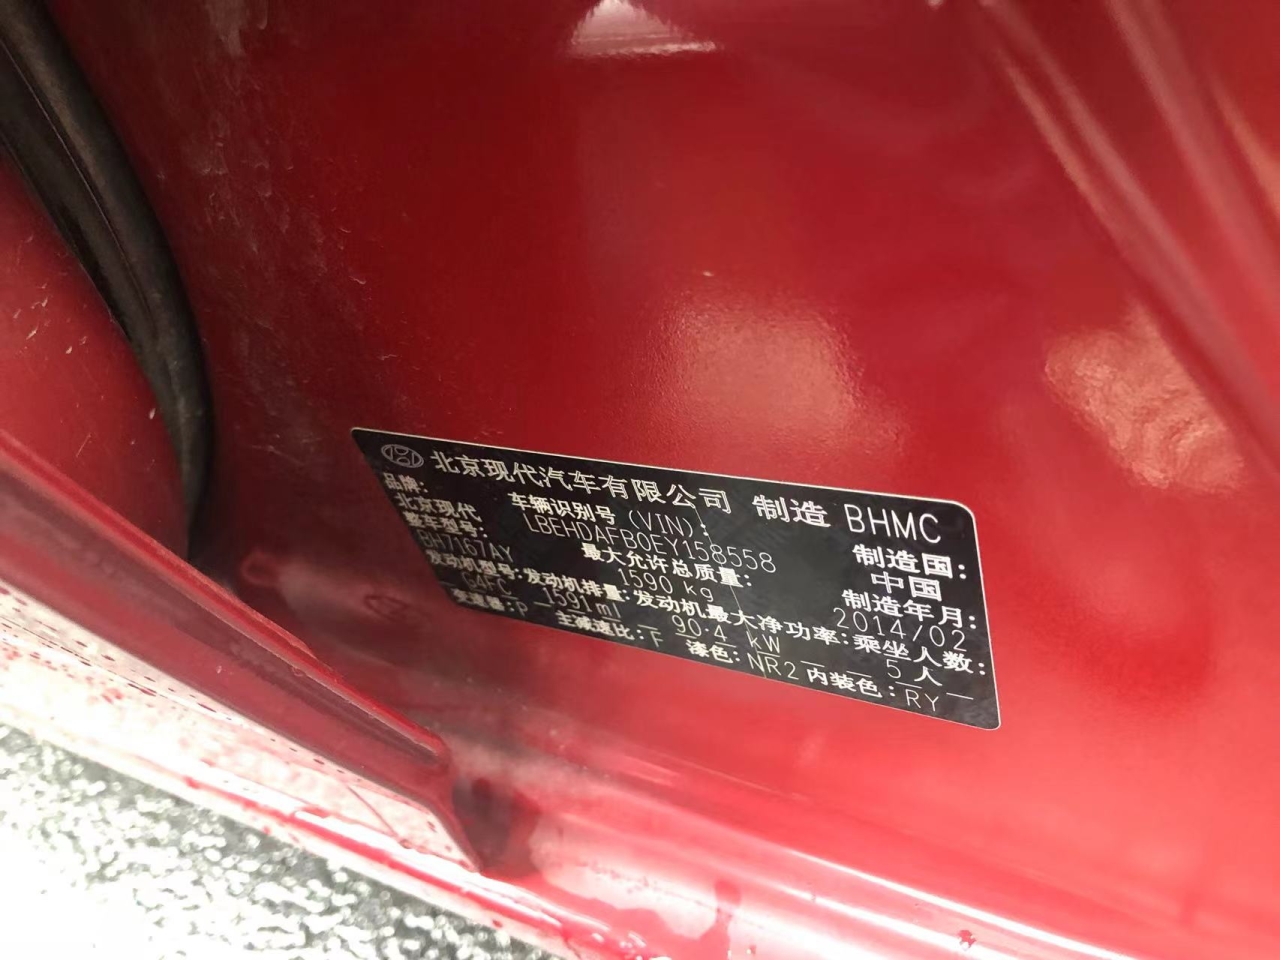 北京现代汽车有限公司 制造 BHMC
品牌: 车辆识别号 (VIN): 制造国:
北京现代 LBEHDAFB0EY158558 中国
整车型号: 最大允许总质量: 制造年月:
BH7167AY 1590 kg 2014/02
发动机型号: 发动机排量: 发动机最大净功率: 乘坐人数:
G4FC 1591ml 90.4 kW 5人
变速器: P 主减速比: F 漆色: NR2 内装色: RY